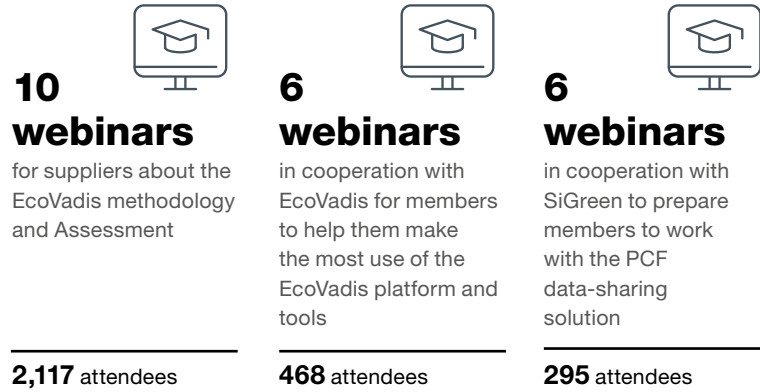 10
webinars
for suppliers about the
EcoVadis methodology
and Assessment
2,117 attendees
6
webinars
in cooperation with
EcoVadis for members
to help them make
the most use of the
EcoVadis platform and
tools
468 attendees
6
webinars
in cooperation with
SiGreen to prepare
members to work
with the PCF
data-sharing
solution
295 attendees